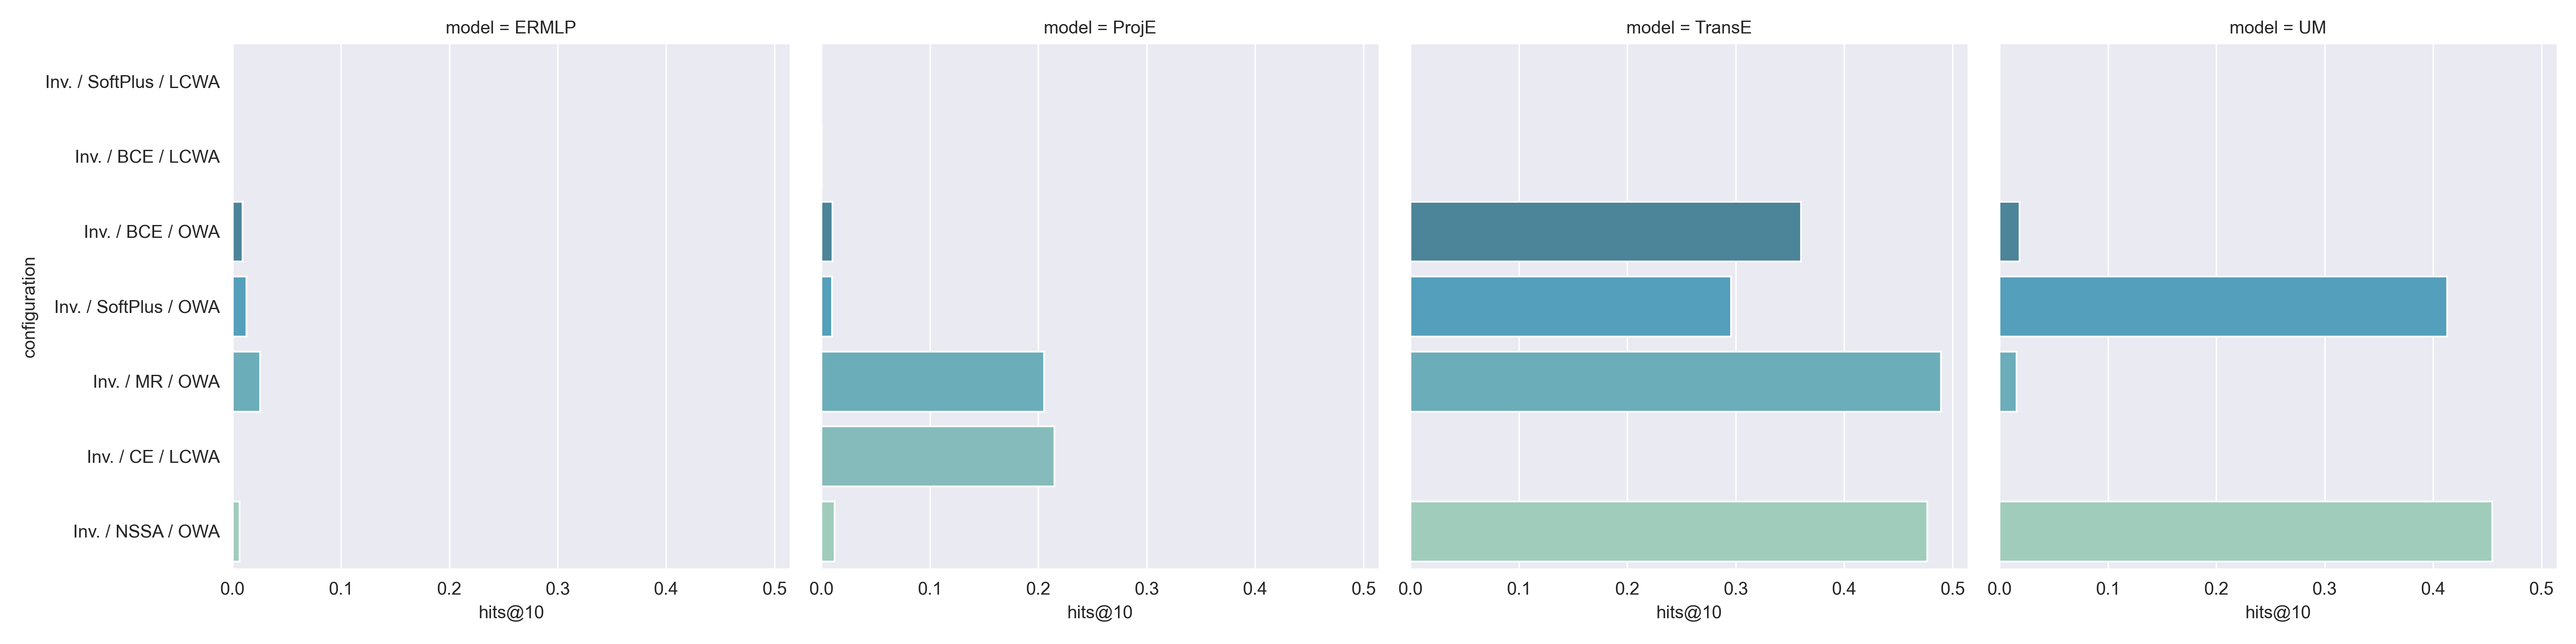 model = ERMLP
model = ProjE
model = TransE
model = UM
configuration
Inv. / SoftPlus / LCWA
Inv. / BCE / LCWA
Inv. / BCE / OWA
Inv. / SoftPlus / OWA
Inv. / MR / OWA
Inv. / CE / LCWA
Inv. / NSSA / OWA
0.0 0.1 0.2 0.3 0.4 0.5
hits@10
0.0 0.1 0.2 0.3 0.4 0.5
hits@10
0.0 0.1 0.2 0.3 0.4 0.5
hits@10
0.0 0.1 0.2 0.3 0.4 0.5
hits@10